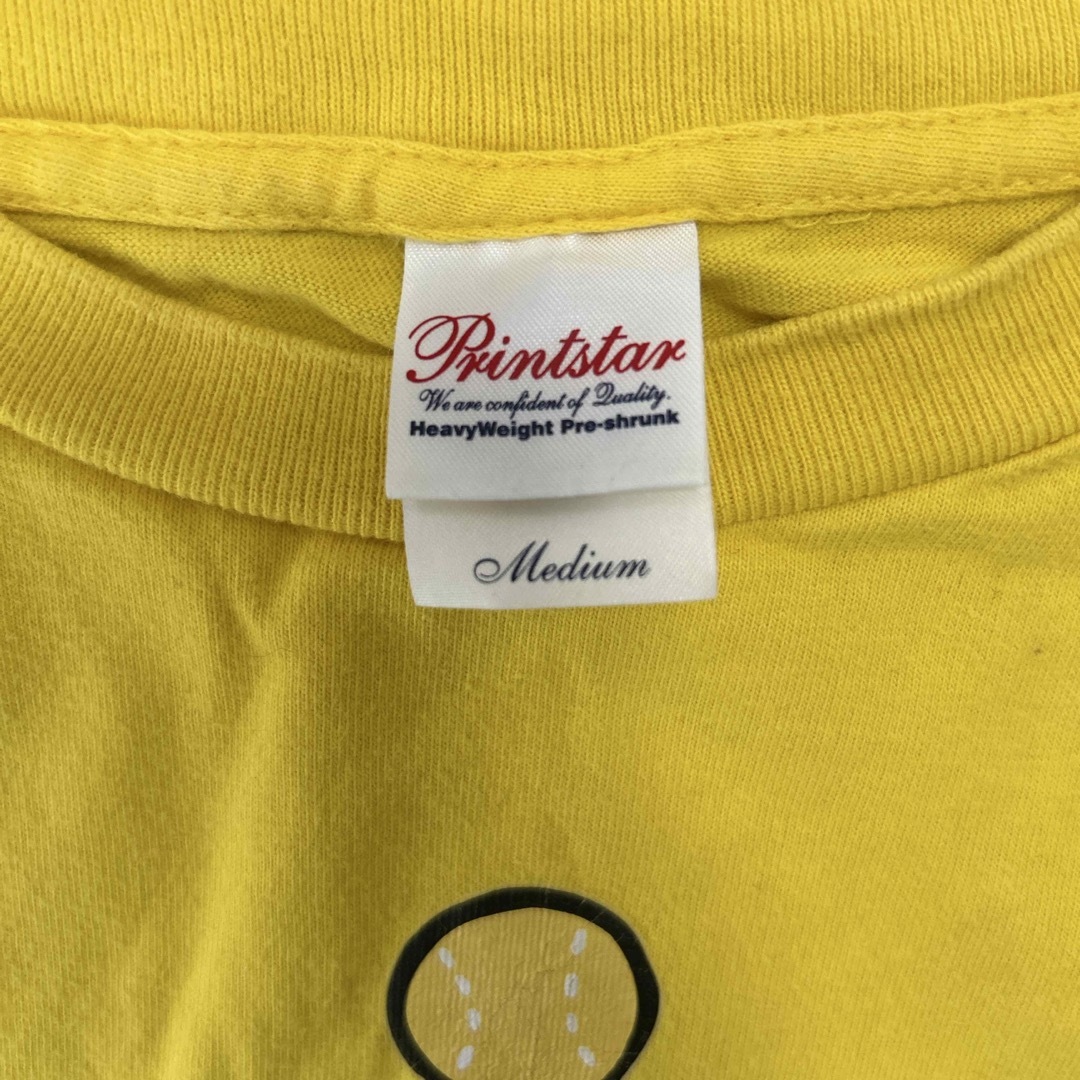 Printstar
We are confident of Quality.
HeavyWeight Pre-shrunk
Medium